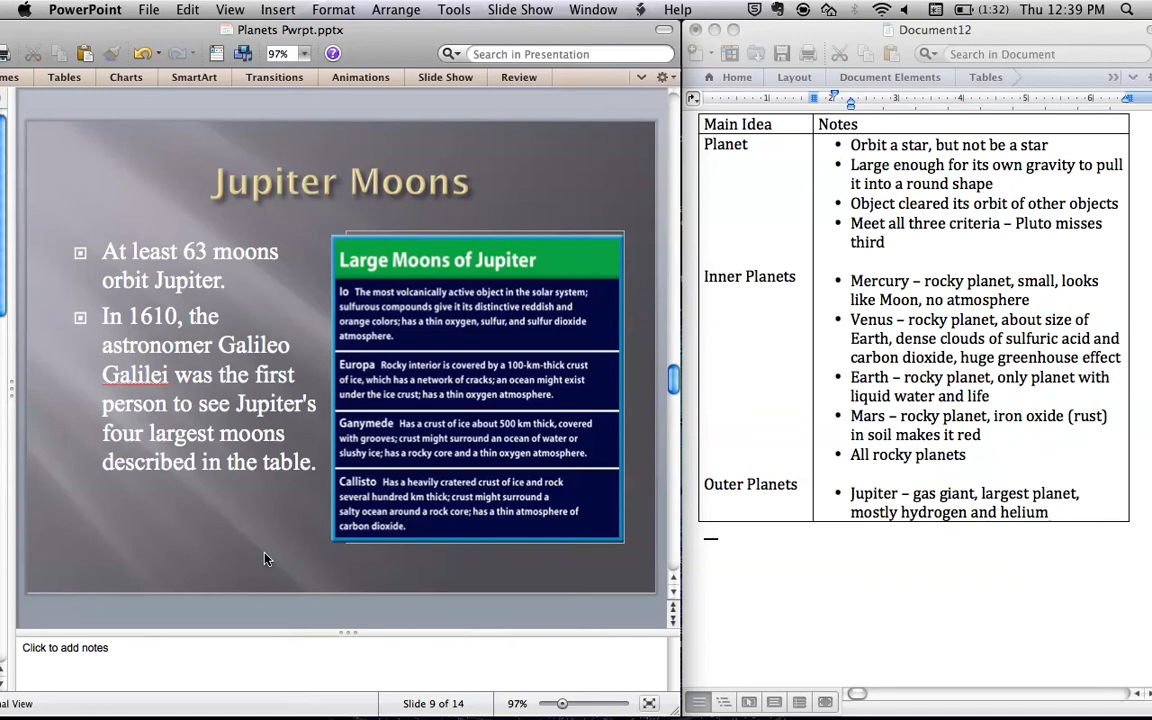 PowerPoint File Edit View Insert Format Arrange Tools Slide Show Window Help (1:32) Thu 12:39 PM
Planets Pwrpt.pptx
97% Search in Presentation
mes Tables Charts SmartArt Transitions Animations Slide Show Review
Jupiter Moons
At least 63 moons
orbit Jupiter.
In 1610, the
astronomer Galileo
Galilei was the first
person to see Jupiter's
four largest moons
described in the table.
Large Moons of Jupiter
Io The most volcanically active object in the solar system;
sulfurous compounds give it its distinctive reddish and
orange colors; has a thin oxygen, sulfur, and sulfur dioxide
atmosphere.
Europa Rocky interior is covered by a 100-km-thick crust
of ice, which has a network of cracks; an ocean might exist
under the ice crust; has a thin oxygen atmosphere.
Ganymede Has a crust of ice about 500 km thick, covered
with grooves; crust might surround an ocean of water or
slushy ice; has a rocky core and a thin oxygen atmosphere.
Callisto Has a heavily cratered crust of ice and rock
several hundred km thick; crust might surround a
salty ocean around a rock core; has a thin atmosphere of
carbon dioxide.
Click to add notes
al View Slide 9 of 14 97%
Document12
Search in Document
Home Layout Document Elements Tables
1 2 3 4 5 6
Main Idea Notes
Planet • Orbit a star, but not be a star
• Large enough for its own gravity to pull
it into a round shape
• Object cleared its orbit of other objects
• Meet all three criteria – Pluto misses
third
Inner Planets
• Mercury – rocky planet, small, looks
like Moon, no atmosphere
• Venus – rocky planet, about size of
Earth, dense clouds of sulfuric acid and
carbon dioxide, huge greenhouse effect
• Earth – rocky planet, only planet with
liquid water and life
• Mars – rocky planet, iron oxide (rust)
in soil makes it red
• All rocky planets
Outer Planets
• Jupiter – gas giant, largest planet,
mostly hydrogen and helium